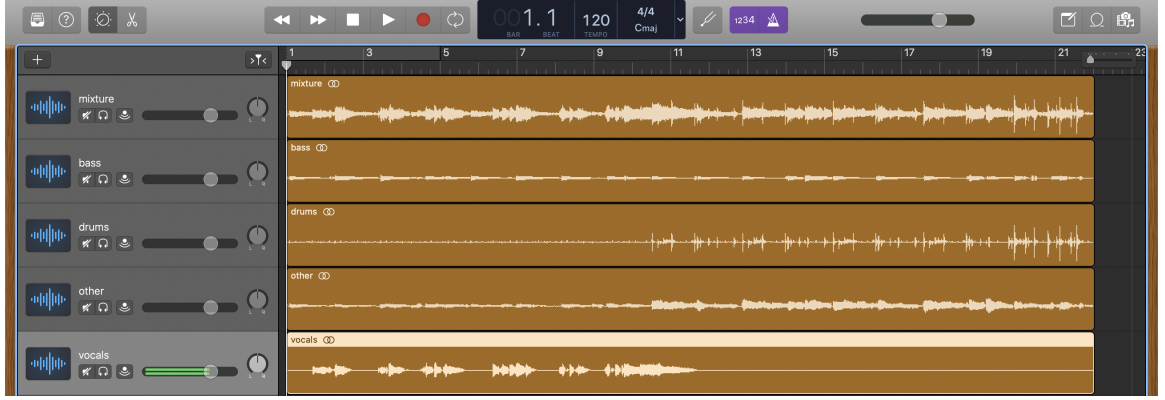 001.1
BAR BEAT
120
TEMPO
4/4
Cmaj
1234
1 3 5 7 9 11 13 15 17 19 21 23
mixture
L R
mixture
bass
L R
bass
drums
L R
drums
other
L R
other
vocals
L R
vocals